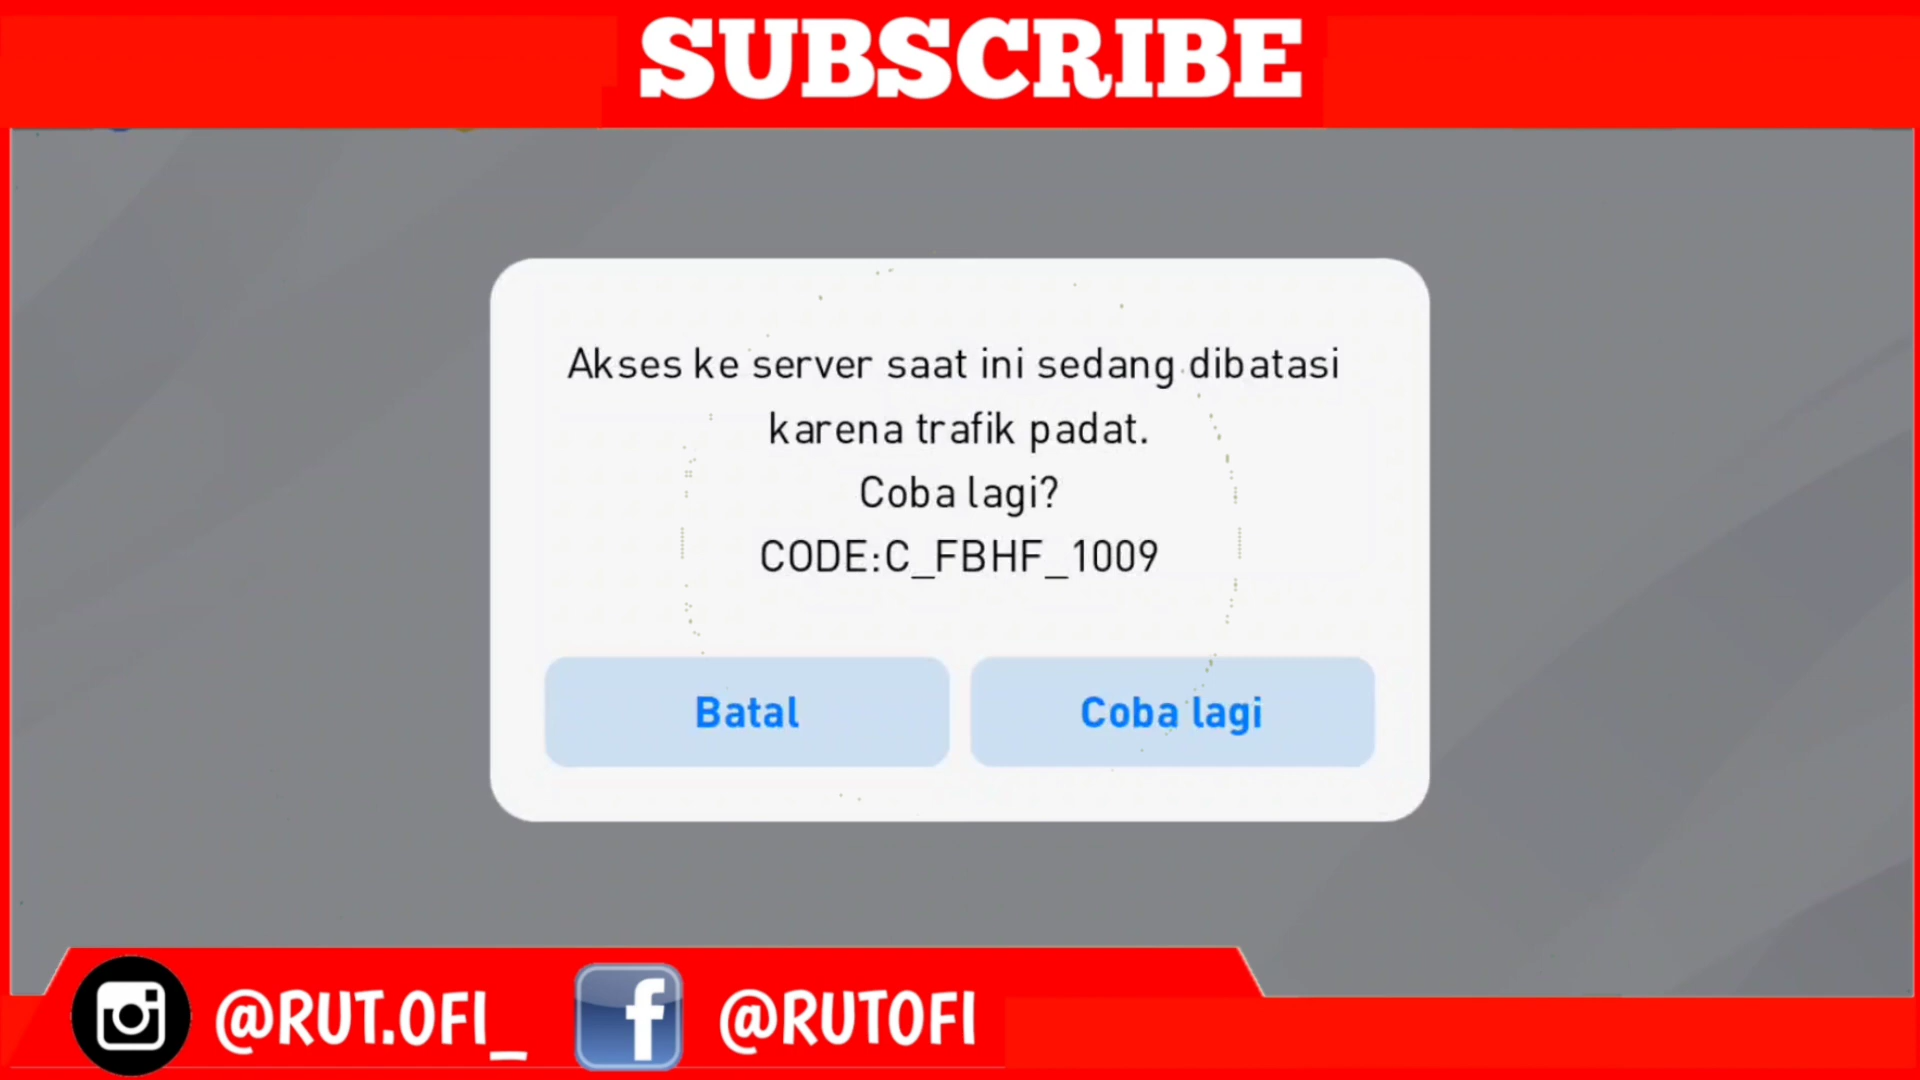 SUBSCRIBE
Akses ke server saat ini sedang dibatasi
karena trafik padat.
Coba lagi?
CODE:C_FBHF_1009
Batal
Coba lagi
@RUT.OFI_
@RUTOFI